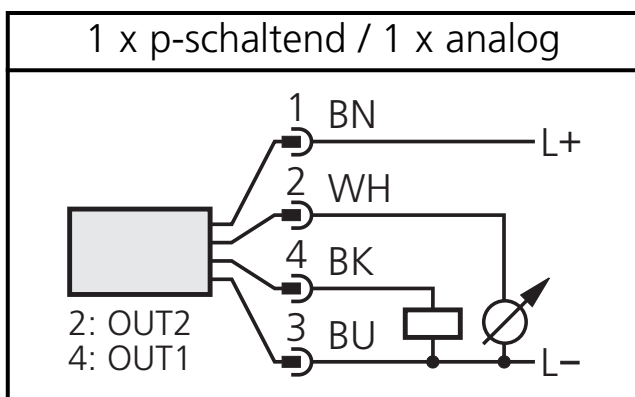 1 x p-schaltend / 1 x analog
1 BN
L+
2 WH
4 BK
2: OUT2
3 BU
4: OUT1
L–